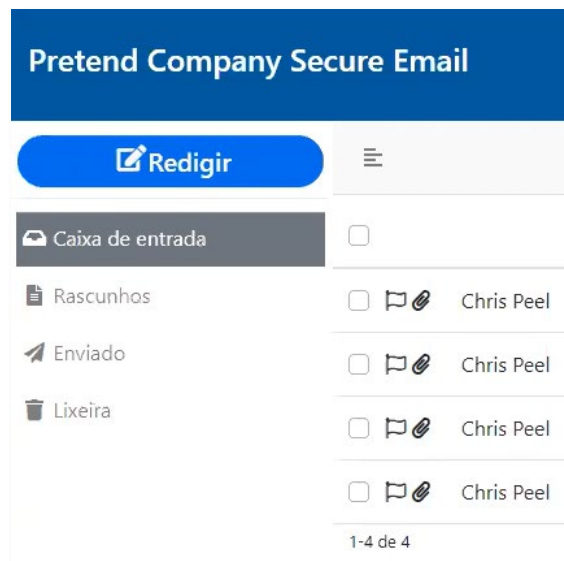 Pretend Company Secure Email
Redigir
Caixa de entrada
Rascunhos
Enviado
Lixeira
Chris Peel
Chris Peel
Chris Peel
Chris Peel
1-4 de 4